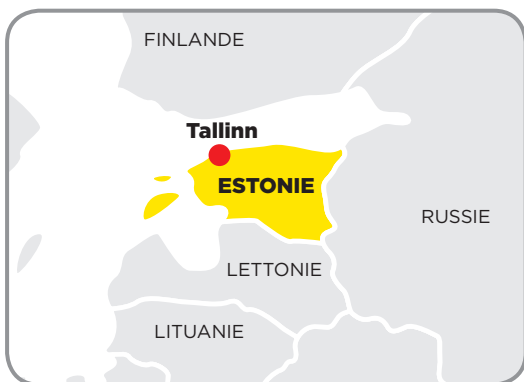 FINLANDE
Tallinn
ESTONIE
RUSSIE
LETTONIE
LITUANIE